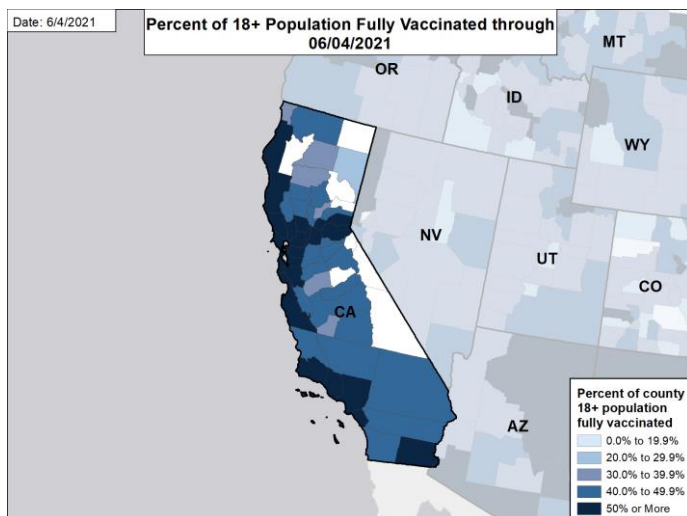 Date: 6/4/2021
Percent of 18+ Population Fully Vaccinated through
06/04/2021
MT
OR
ID
WY
NV
UT
CO
CA
AZ
Percent of county
18+ population
fully vaccinated
0.0% to 19.9%
20.0% to 29.9%
30.0% to 39.9%
40.0% to 49.9%
50% or More